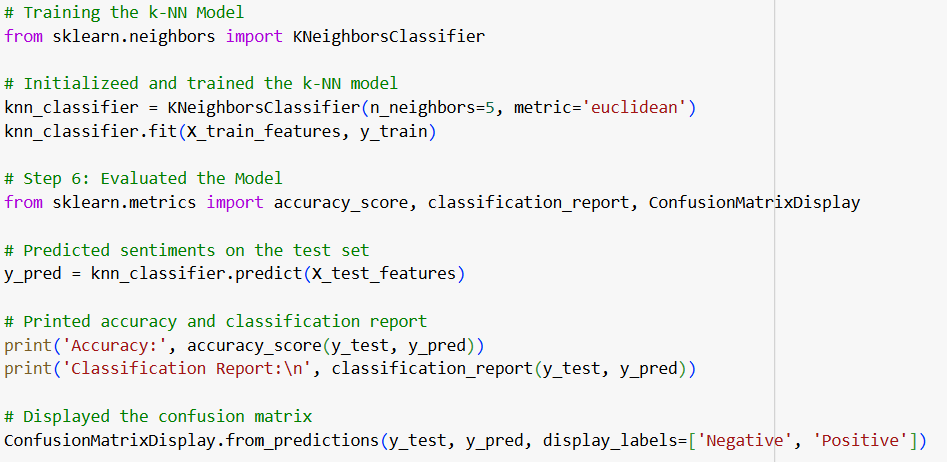 # Training the k-NN Model
from sklearn.neighbors import KNeighborsClassifier
# Initializeed and trained the k-NN model
knn_classifier = KNeighborsClassifier(n_neighbors=5, metric='euclidean')
knn_classifier.fit(X_train_features, y_train)
# Step 6: Evaluated the Model
from sklearn.metrics import accuracy_score, classification_report, ConfusionMatrixDisplay
# Predicted sentiments on the test set
y_pred = knn_classifier.predict(X_test_features)
# Printed accuracy and classification report
print('Accuracy:', accuracy_score(y_test, y_pred))
print('Classification Report:\n', classification_report(y_test, y_pred))
# Displayed the confusion matrix
ConfusionMatrixDisplay.from_predictions(y_test, y_pred, display_labels=['Negative', 'Positive'])